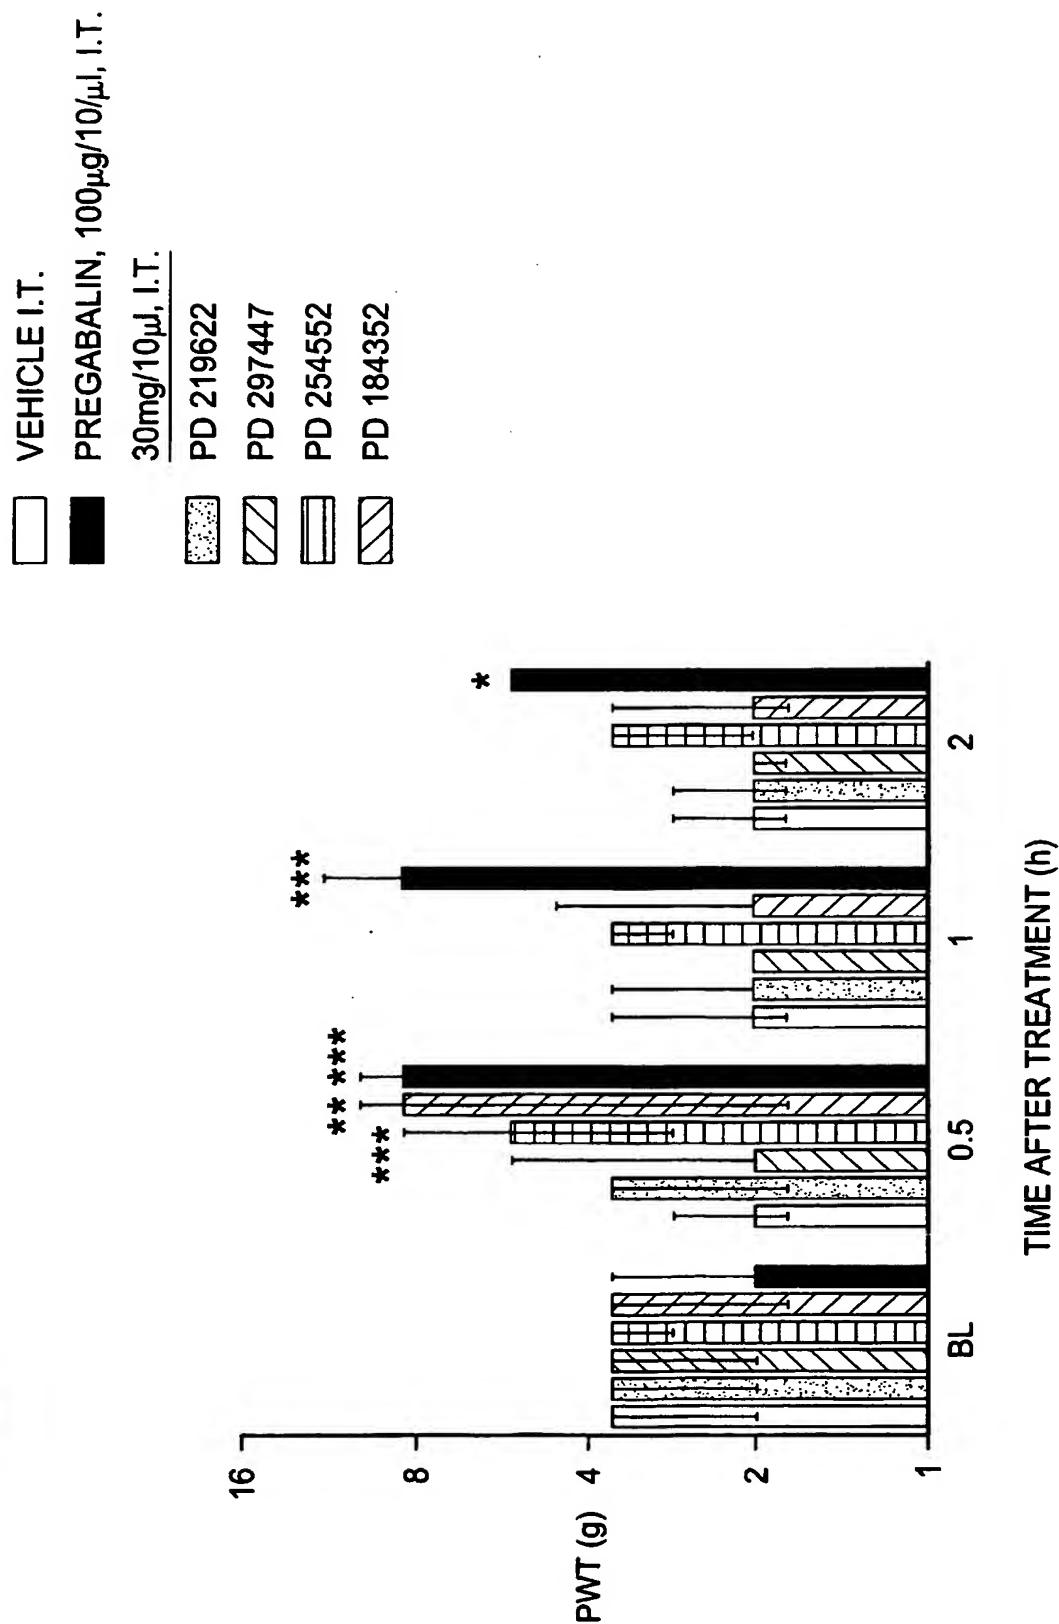 VEHICLE I.T.
PREGABALIN, 100µg/10/µl, I.T.
30mg/10µl, I.T.
PD 219622
PD 297447
PD 254552
PD 184352
PWT (g)
16
8
4
2
1
***
** ***
***
*
BL
0.5
1
2
TIME AFTER TREATMENT (h)